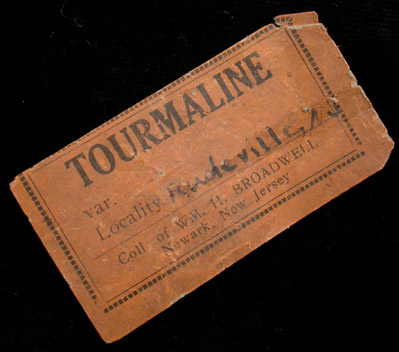 TOURMALINE
var.
Locality
Coll. of WM. H. BROADWELL
Newark, New Jersey